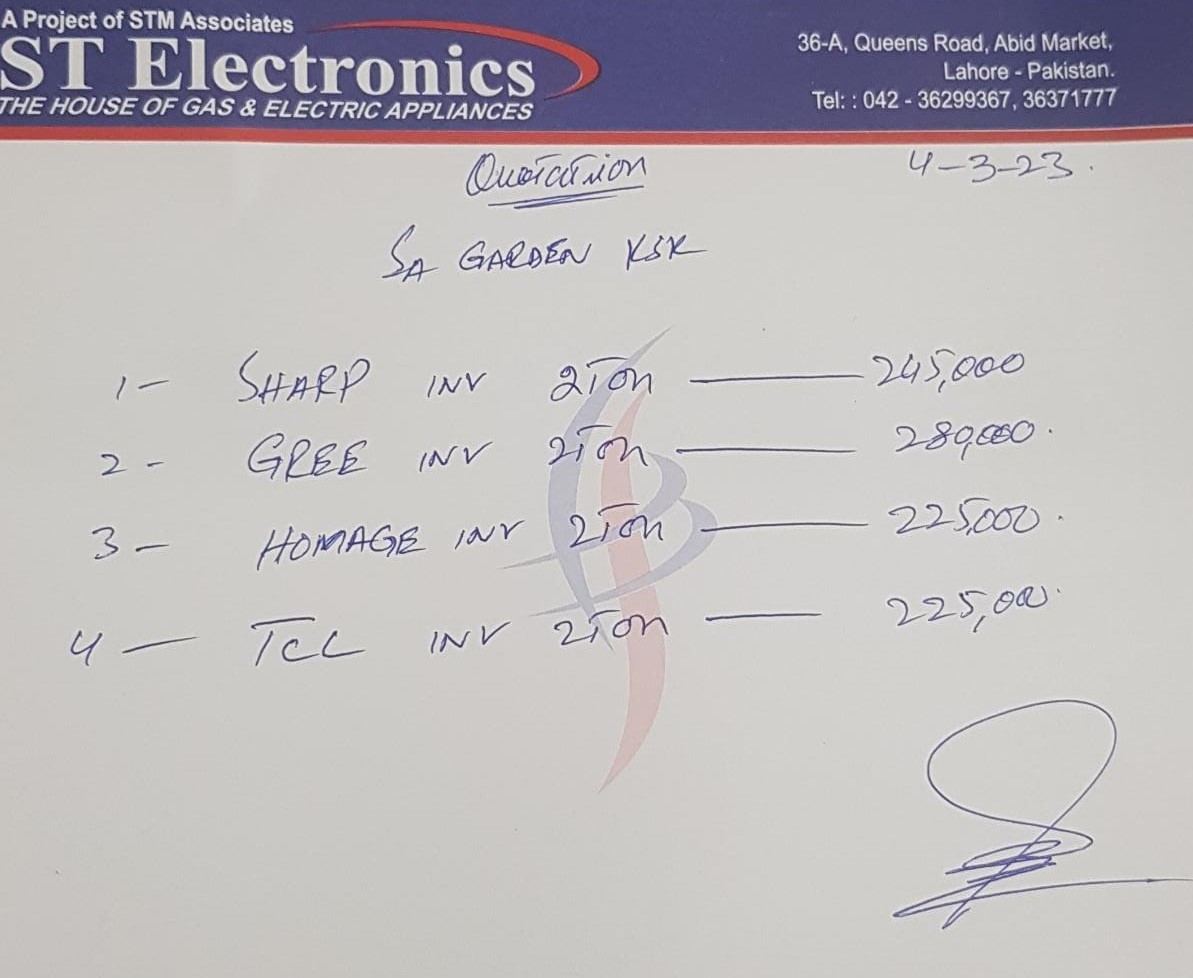 A Project of STM Associates
ST Electronics
THE HOUSE OF GAS & ELECTRIC APPLIANCES
36-A, Queens Road, Abid Market,
Lahore - Pakistan.
Tel: : 042 - 36299367, 36371777
Quotation
4-3-23.
SA GARDEN KSK
1- SHARP INV 2Ton — 245,000
2- GREE INV 2Ton — 280,000.
3- HOMAGE INV 2Ton — 225,000.
4- TCL INV 2Ton — 225,000.